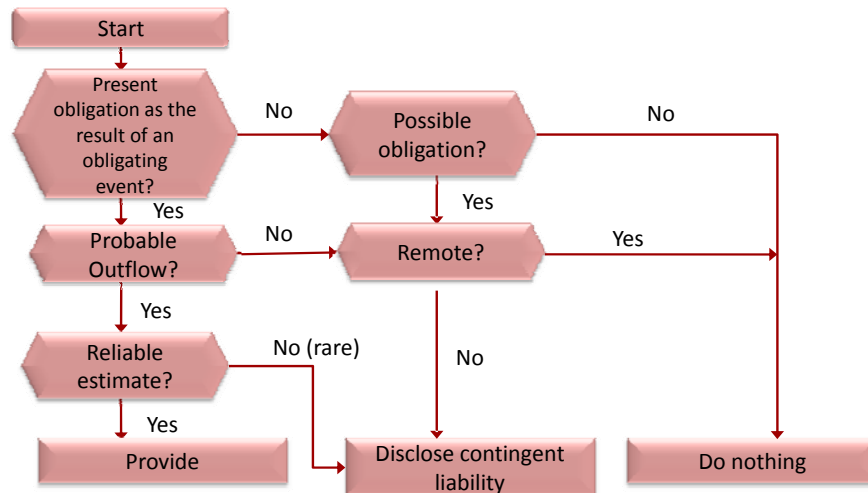 Start
Present
obligation as the
result of an
obligating
event?
No
Possible
obligation?
No
Yes
Yes
Probable
Outflow?
No
Remote?
Yes
Yes
Reliable
estimate?
No (rare)
No
Yes
Provide
Disclose contingent
liability
Do nothing